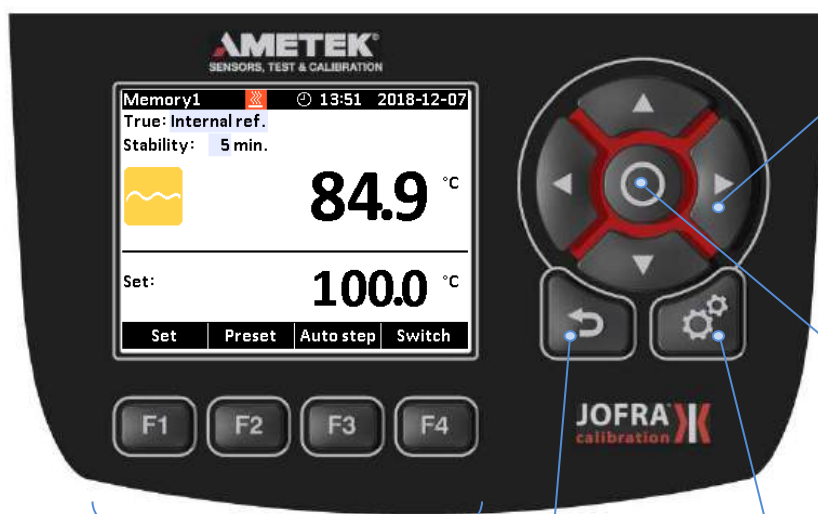 AMETEK®
SENSORS, TEST & CALIBRATION
Memory1 13:51 2018-12-07
True: Internal ref.
Stability: 5 min.
84.9 °C
Set: 100.0 °C
Set Preset Auto step Switch
F1 F2 F3 F4
JOFRA
calibration